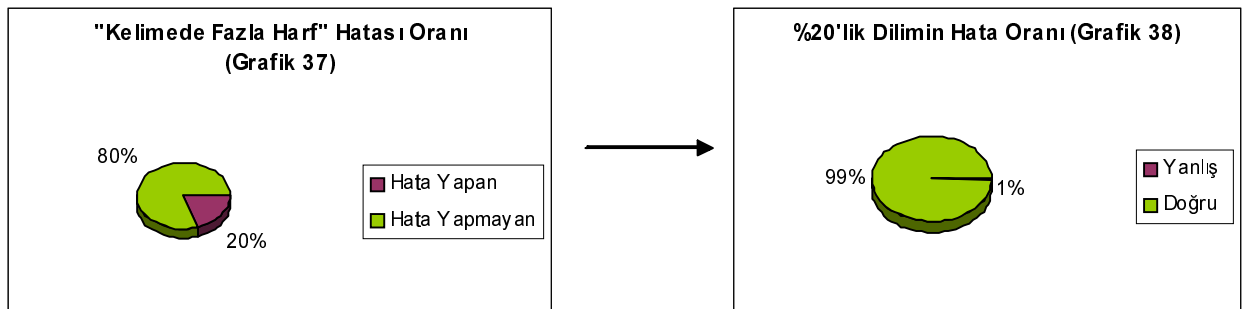 "Kelimede Fazla Harf" Hatası Oranı
(Grafik 37)
80%
20%
Hata Yapan
Hata Yapmayan
%20'lik Dilimin Hata Oranı (Grafik 38)
99%
1%
Yanlış
Doğru